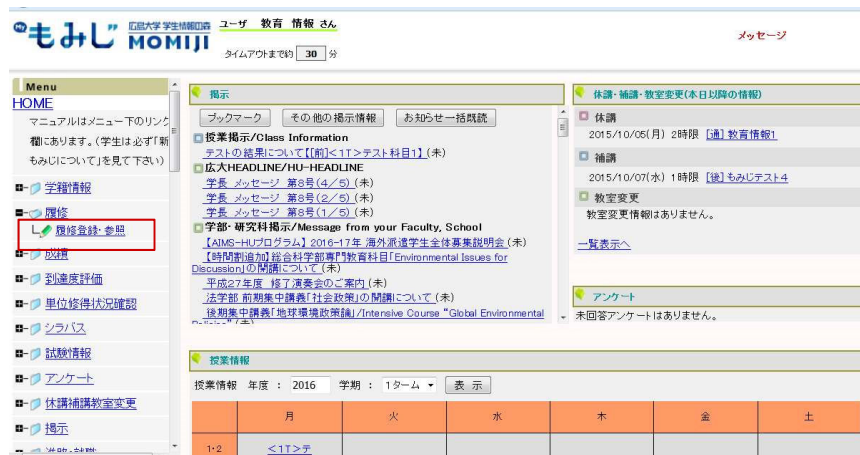 My もみじ 広島大学 学生情報の森 MOMIJI
ユーザ 教育 情報 さん
タイムアウトまで約 30 分
メッセージ
Menu
HOME
マニュアルはメニュー下のリンク
欄にあります。(学生は必ず「新
もみじについて」を見て下さい)
学籍情報
履修
履修登録・参照
成績
到達度評価
単位修得状況確認
シラバス
試験情報
アンケート
休講補講教室変更
掲示
掲示
ブックマーク その他の掲示情報 お知らせ一括既読
授業掲示/Class Information
テストの結果について【[前]<1T>テスト科目1】(未)
広大HEADLINE/HU-HEADLINE
学長 メッセージ 第8号(4/5)(未)
学長 メッセージ 第8号(2/5)(未)
学長 メッセージ 第8号(1/5)(未)
学部・研究科掲示/Message from your Faculty, School
【AIMS-HUプログラム】2016-17年 海外派遣学生全体募集説明会(未)
【時間割追加】総合科学部専門教育科目「Environmental Issues for
Discussion」の開講について(未)
平成27年度 修了演奏会のご案内(未)
法学部 前期集中講義「社会政策」の開講について(未)
後期集中講義「地球環境政策論」/Intensive Course "Global Environmental
休講・補講・教室変更(本日以降の情報)
休講
2015/10/05(月) 2時限 [通]教育情報1
補講
2015/10/07(水) 1時限 [後]もみじテスト4
教室変更
教室変更情報はありません。
一覧表示へ
アンケート
未回答アンケートはありません。
授業情報
授業情報 年度 : 2016 学期 : 1ターム 表 示
月 火 水 木 金 土
1・2 <1T>テ